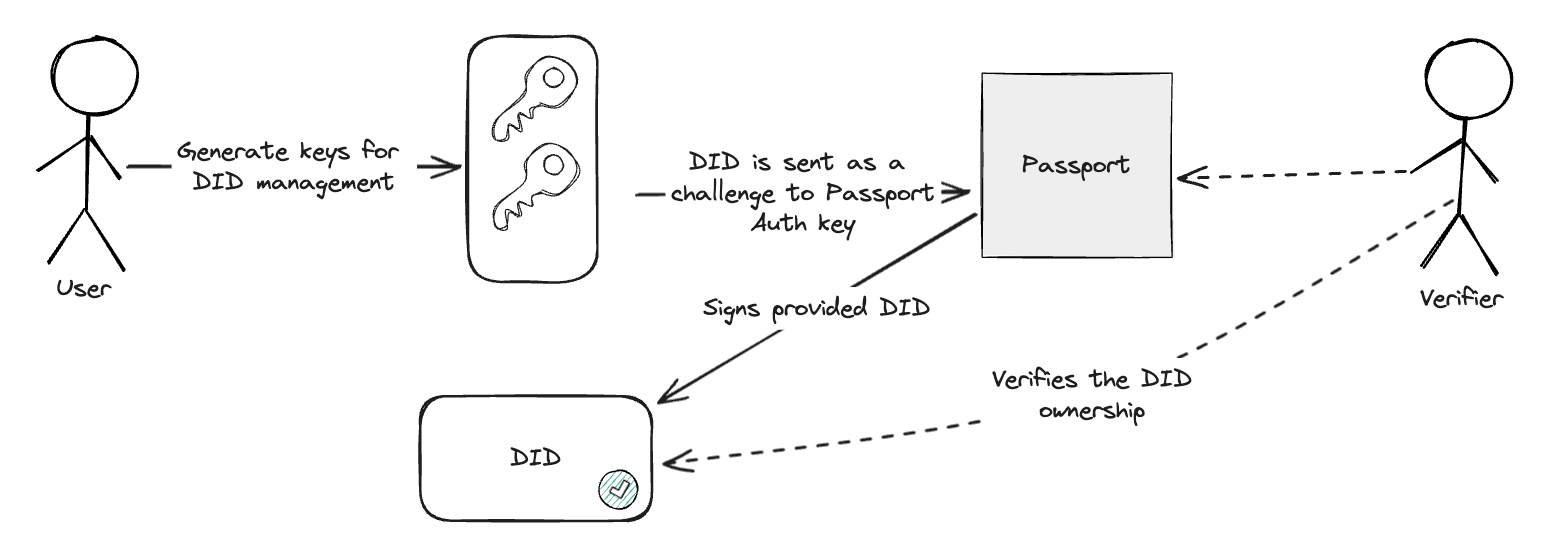 Generate keys for
DID management
DID is sent as a
challenge to Passport
Auth key
Passport
User
Verifier
Signs provided DID
Verifies the DID
ownership
DID